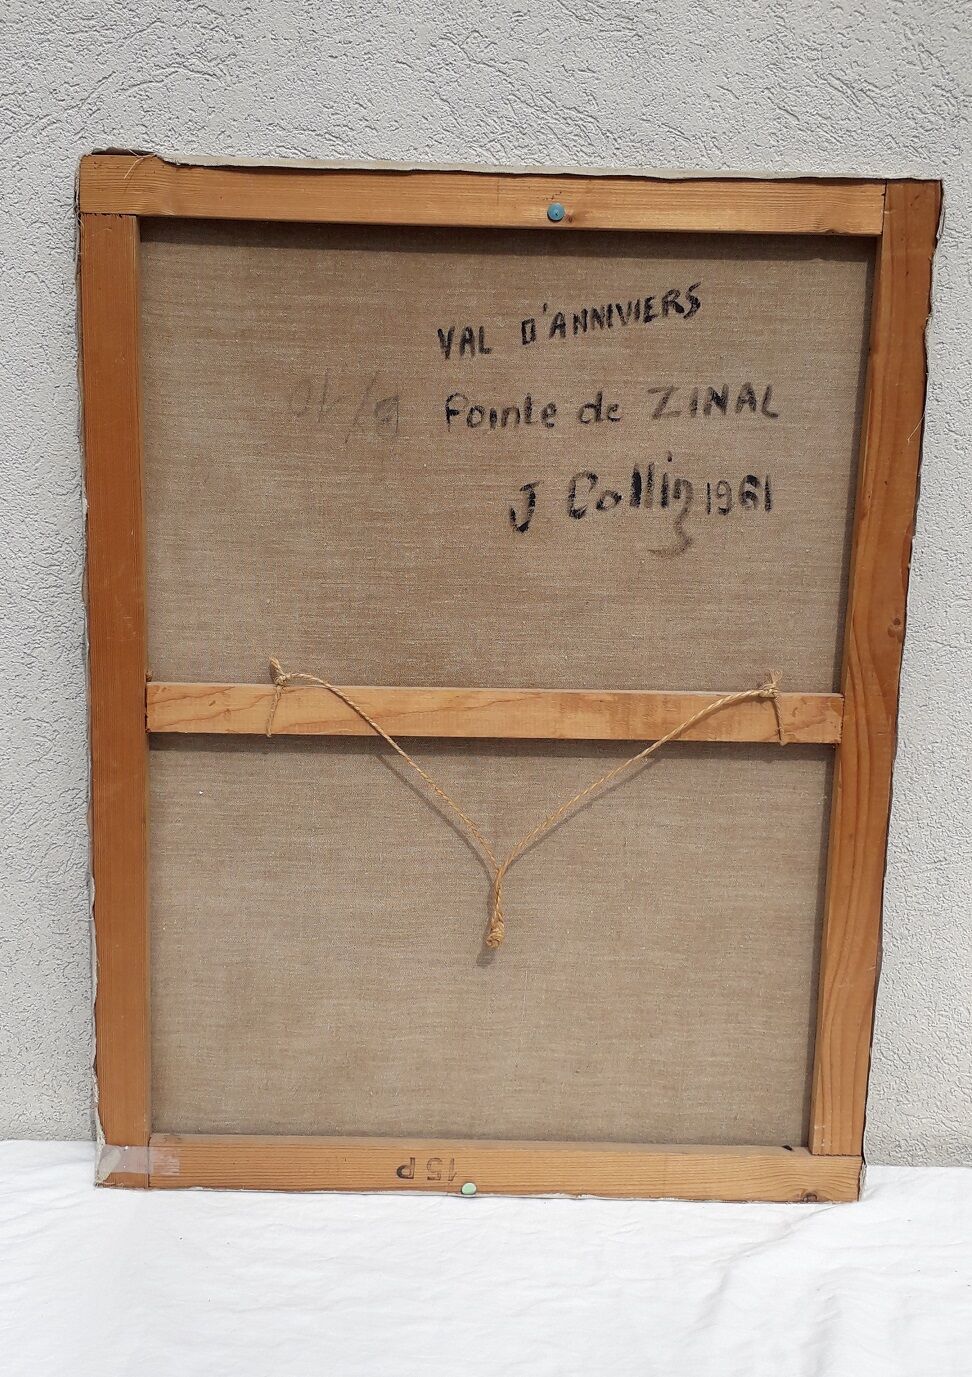 VAL D'ANNIVIERS
Pointe de ZINAL
J Collin 1961
15 P